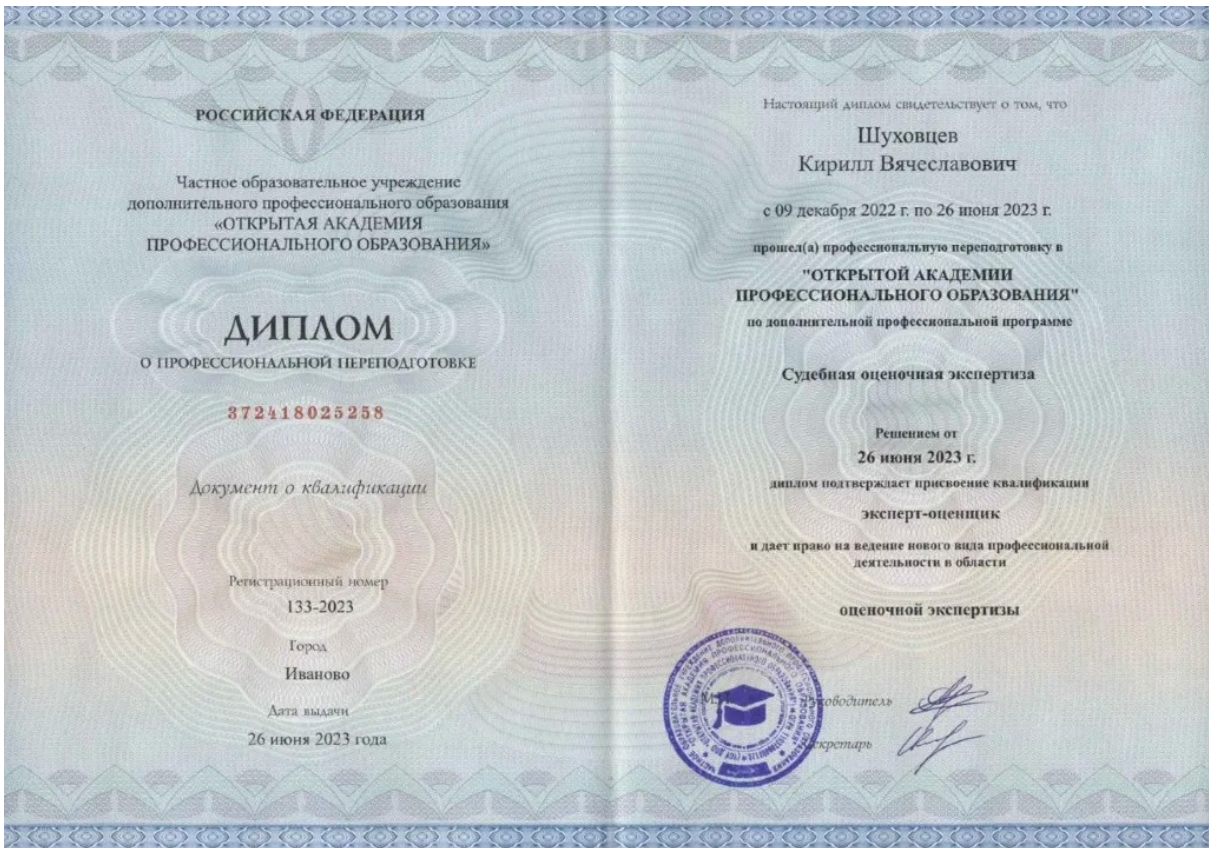 РОССИЙСКАЯ ФЕДЕРАЦИЯ
Частное образовательное учреждение
дополнительного профессионального образования
«ОТКРЫТАЯ АКАДЕМИЯ
ПРОФЕССИОНАЛЬНОГО ОБРАЗОВАНИЯ»
ДИПЛОМ
О ПРОФЕССИОНАЛЬНОЙ ПЕРЕПОДГОТОВКЕ
372418025258
Документ о квалификации
Регистрационный номер
133-2023
Город
Иваново
Дата выдачи
26 июня 2023 года
Настоящий диплом свидетельствует о том, что
Шуховцев
Кирилл Вячеславович
с 09 декабря 2022 г. по 26 июня 2023 г.
прошел(а) профессиональную переподготовку в
"ОТКРЫТОЙ АКАДЕМИИ
ПРОФЕССИОНАЛЬНОГО ОБРАЗОВАНИЯ"
по дополнительной профессиональной программе
Судебная оценочная экспертиза
Решением от
26 июня 2023 г.
диплом подтверждает присвоение квалификации
эксперт-оценщик
и дает право на ведение нового вида профессиональной
деятельности в области
оценочной экспертизы
Руководитель
Секретарь